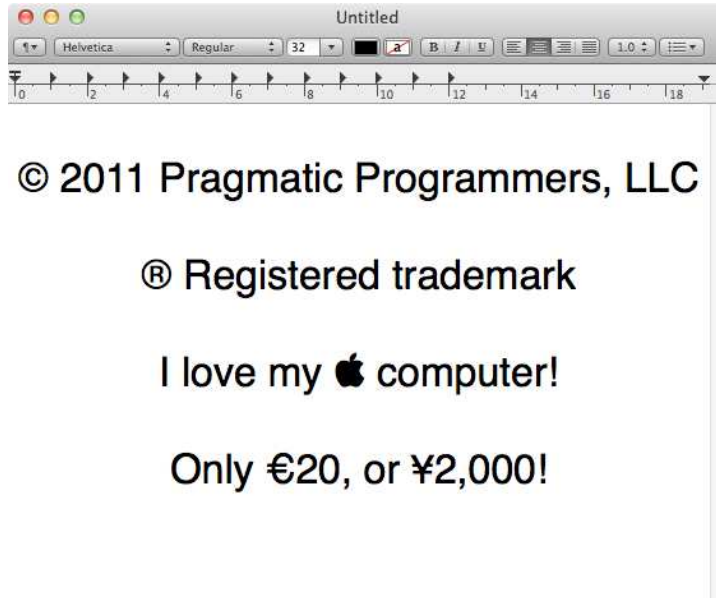 Untitled
Helvetica Regular 32 a B I U 1.0
0 2 4 6 8 10 12 14 16 18
© 2011 Pragmatic Programmers, LLC
® Registered trademark
I love my  computer!
Only €20, or ¥2,000!